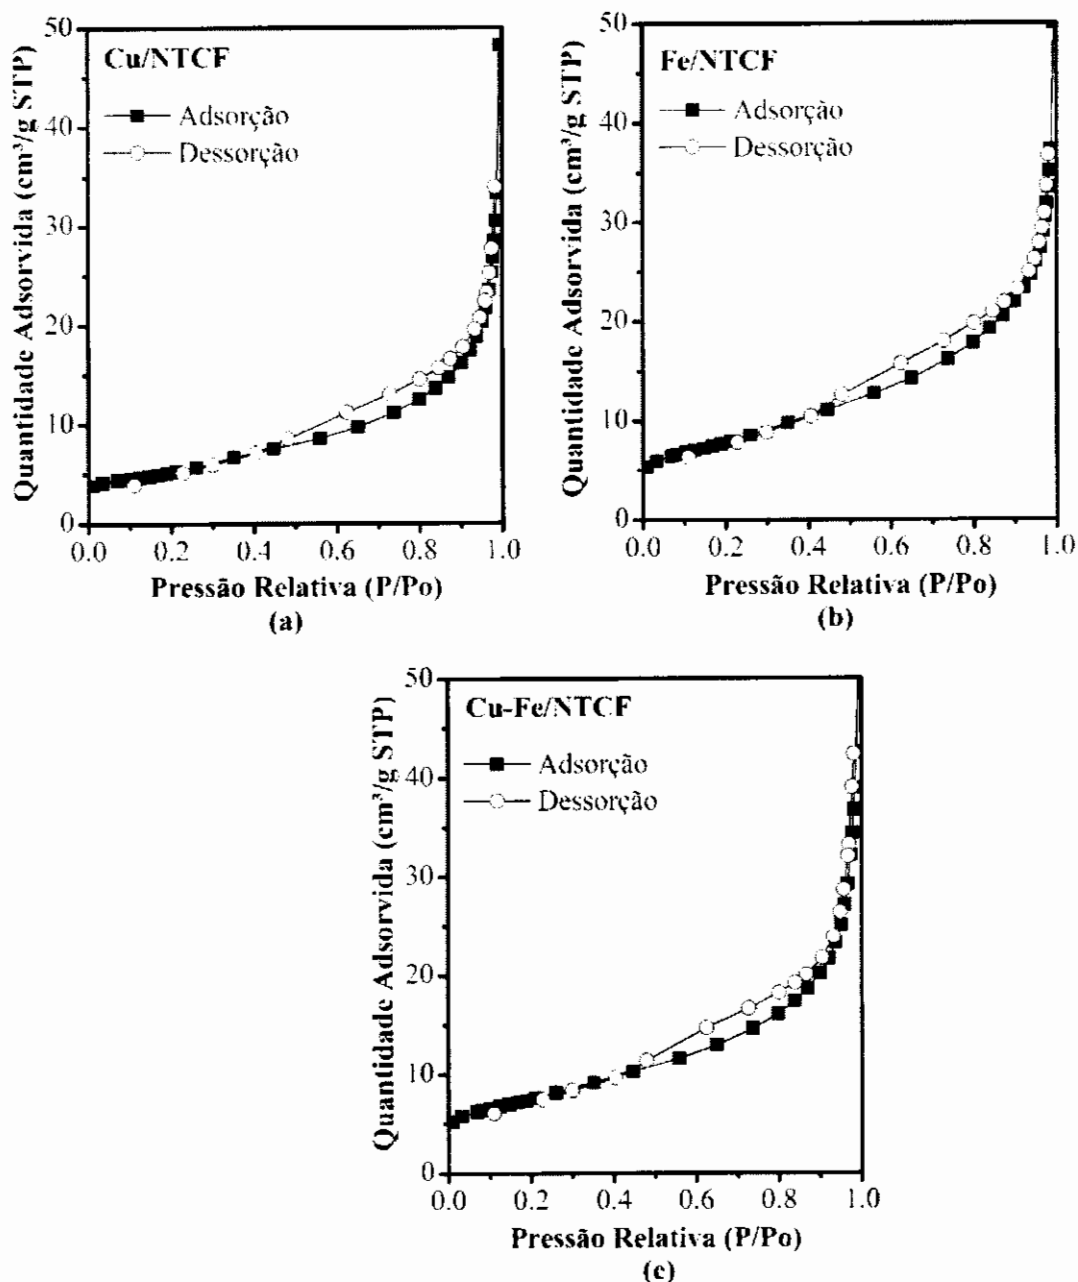 Cu/NTCF
Adsorção
Dessorção
Quantidade Adsorvida (cm³/g STP)
50
40
30
20
10
0
0.0 0.2 0.4 0.6 0.8 1.0
Pressão Relativa (P/Po)
(a)
Fe/NTCF
Adsorção
Dessorção
Quantidade Adsorvida (cm³/g STP)
50
40
30
20
10
0
0.0 0.2 0.4 0.6 0.8 1.0
Pressão Relativa (P/Po)
(b)
Cu-Fe/NTCF
Adsorção
Dessorção
Quantidade Adsorvida (cm³/g STP)
50
40
30
20
10
0
0.0 0.2 0.4 0.6 0.8 1.0
Pressão Relativa (P/Po)
(c)